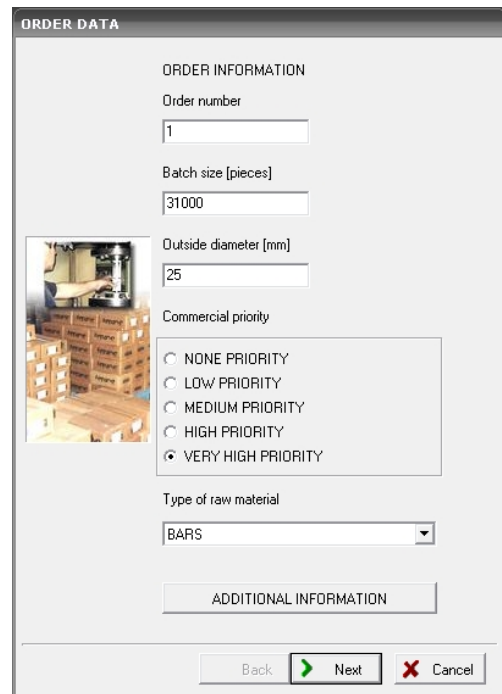 ORDER DATA
ORDER INFORMATION
Order number
1
Batch size [pieces]
31000
Outside diameter [mm]
25
Commercial priority
NONE PRIORITY
LOW PRIORITY
MEDIUM PRIORITY
HIGH PRIORITY
VERY HIGH PRIORITY
Type of raw material
BARS
ADDITIONAL INFORMATION
Back
Next
Cancel